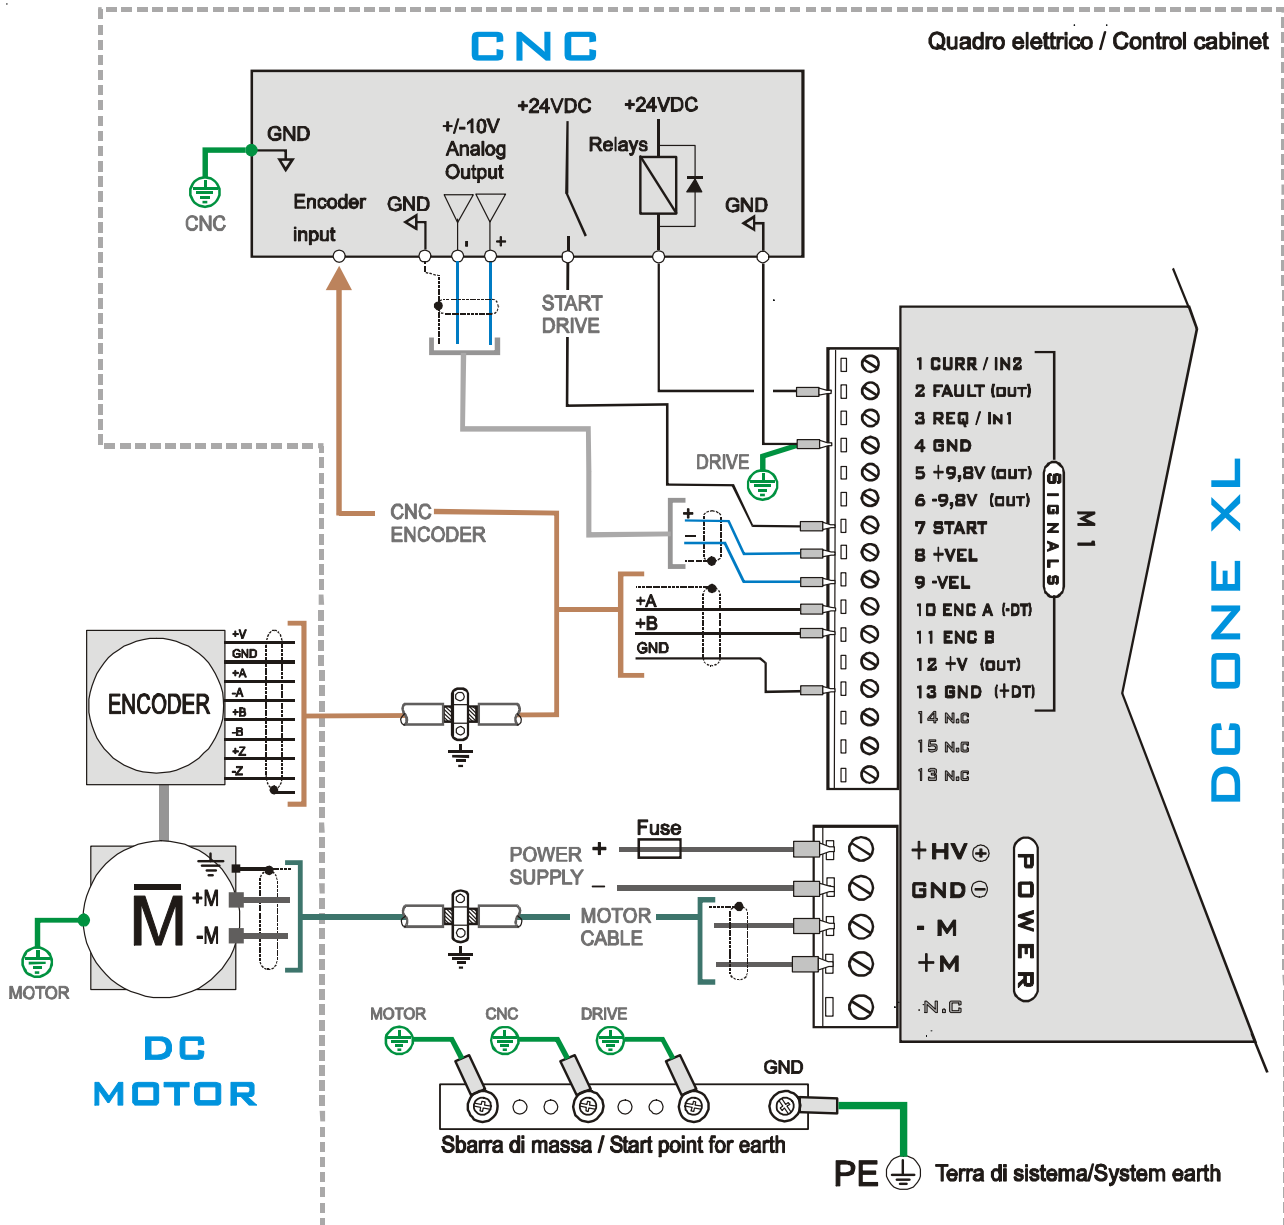 CNC
Quadro elettrico / Control cabinet
+24VDC
+24VDC
GND
+/-10V
Analog
Output
Relays
Encoder
input
GND
GND
CNC
-
+
START
DRIVE
1 CURR / IN2
2 FAULT (OUT)
3 REQ / IN1
4 GND
5 +9,8V (OUT)
6 -9,8V (OUT)
7 START
8 +VEL
9 -VEL
10 ENC A (-DT)
11 ENC B
12 +V (OUT)
13 GND (+DT)
14 N.C
15 N.C
13 N.C
SIGNALS
M 1
DC ONE XL
DRIVE
CNC
ENCODER
+
–
+A
+B
GND
ENCODER
+V
GND
+A
-A
+B
-B
+Z
-Z
Fuse
POWER
SUPPLY
+
–
+HV +
GND -
- M
+M
N.C
POWER
MOTOR
CABLE
M
+M
-M
MOTOR
DC
MOTOR
MOTOR
CNC
DRIVE
GND
Sbarra di massa / Start point for earth
PE
Terra di sistema/System earth